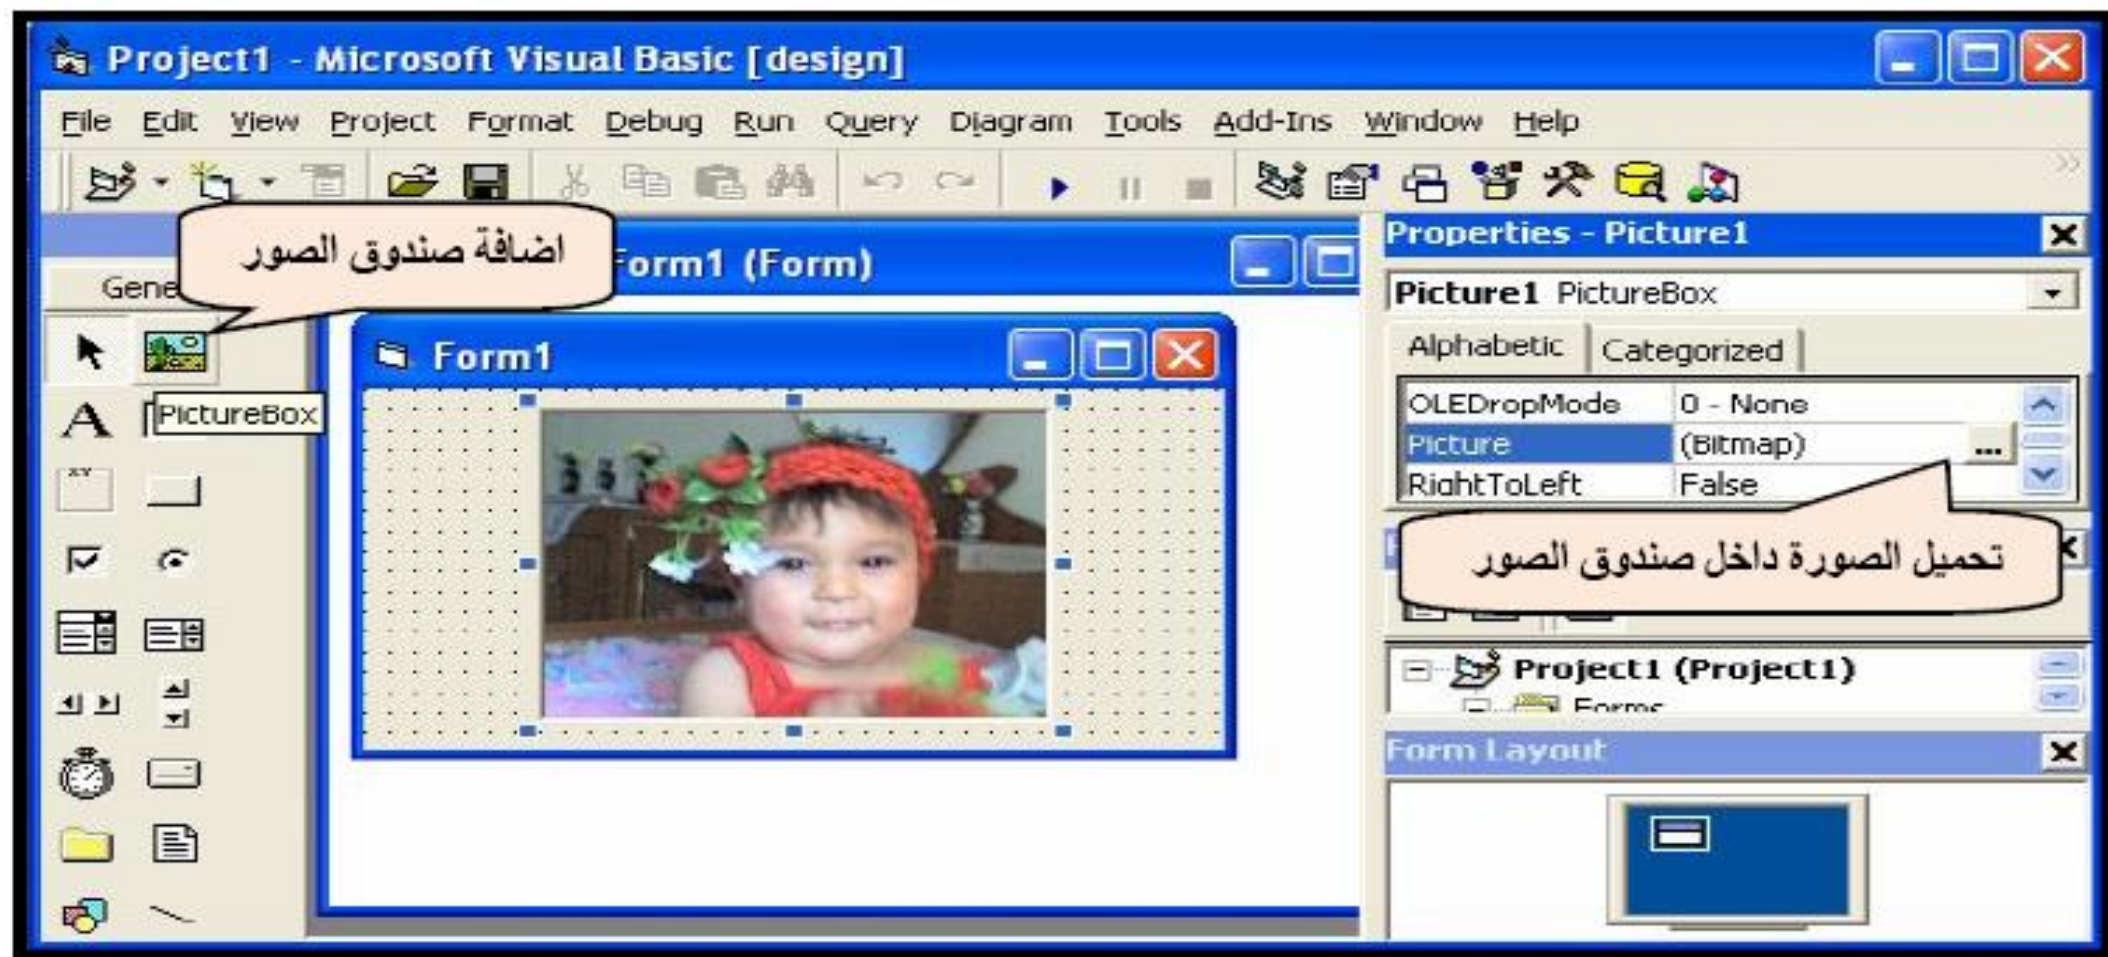 Project1 - Microsoft Visual Basic [design]
File Edit View Project Format Debug Run Query Diagram Tools Add-Ins Window Help
اضافة صندوق الصور
Form1 (Form)
Properties - Picture1
Picture1 PictureBox
Alphabetic Categorized
Form1
PictureBox
A
OLEDropMode 0 - None
Picture (Bitmap) ...
RightToLeft False
تحميل الصورة داخل صندوق الصور
Project1 (Project1)
Forms
Form Layout